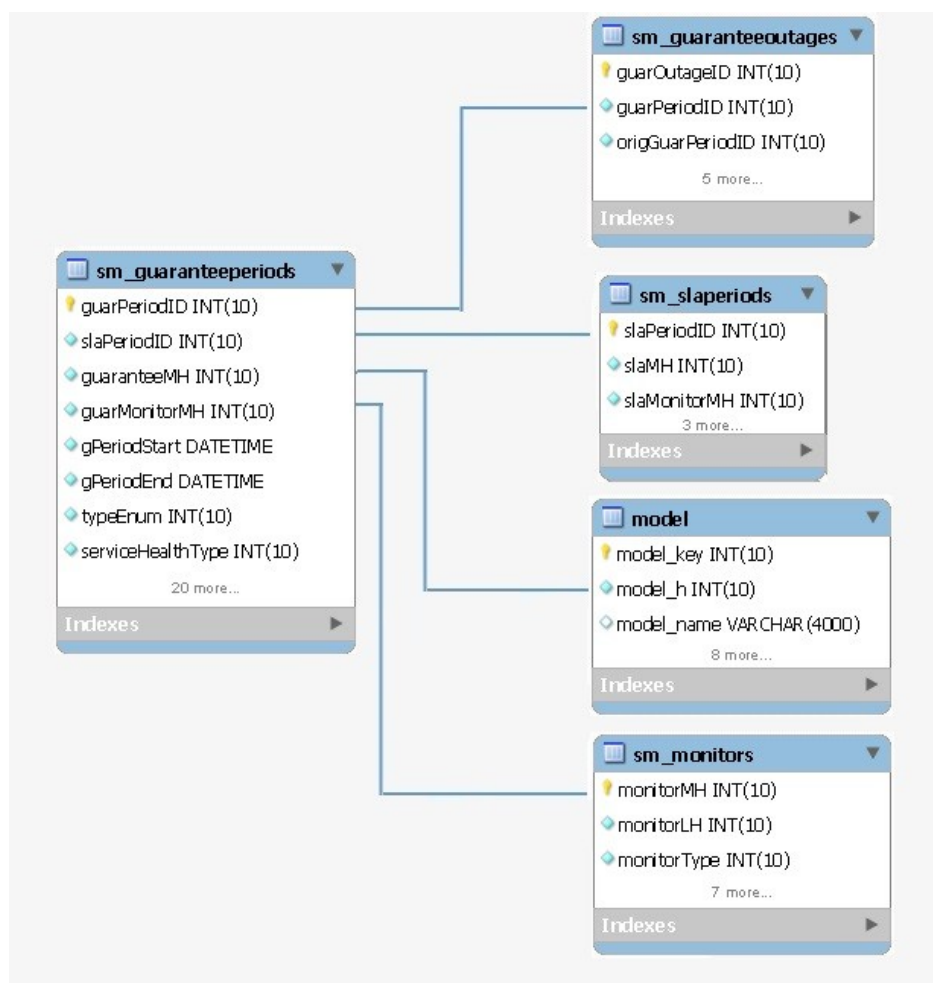 sm_guaranteeoutages
guarOutageID INT(10)
guarPeriodID INT(10)
origGuarPeriodID INT(10)
5 more...
Indexes
sm_guaranteeperiods
guarPeriodID INT(10)
slaPeriodID INT(10)
guaranteeMH INT(10)
guarMonitorMH INT(10)
gPeriodStart DATETIME
gPeriodEnd DATETIME
typeEnum INT(10)
serviceHealthType INT(10)
20 more...
Indexes
sm_slaperiods
slaPeriodID INT(10)
slaMH INT(10)
slaMonitorMH INT(10)
3 more...
Indexes
model
model_key INT(10)
model_h INT(10)
model_name VARCHAR(4000)
8 more...
Indexes
sm_monitors
monitorMH INT(10)
monitorLH INT(10)
monitorType INT(10)
7 more...
Indexes